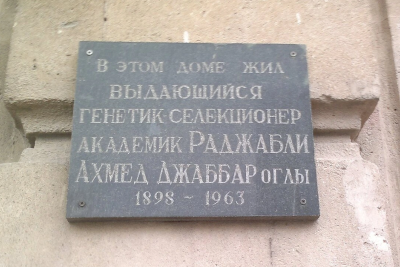 В этом доме жил
выдающийся
генетик-селекционер
академик Раджабли
Ахмед Джаббар оглы
1898 ~ 1963